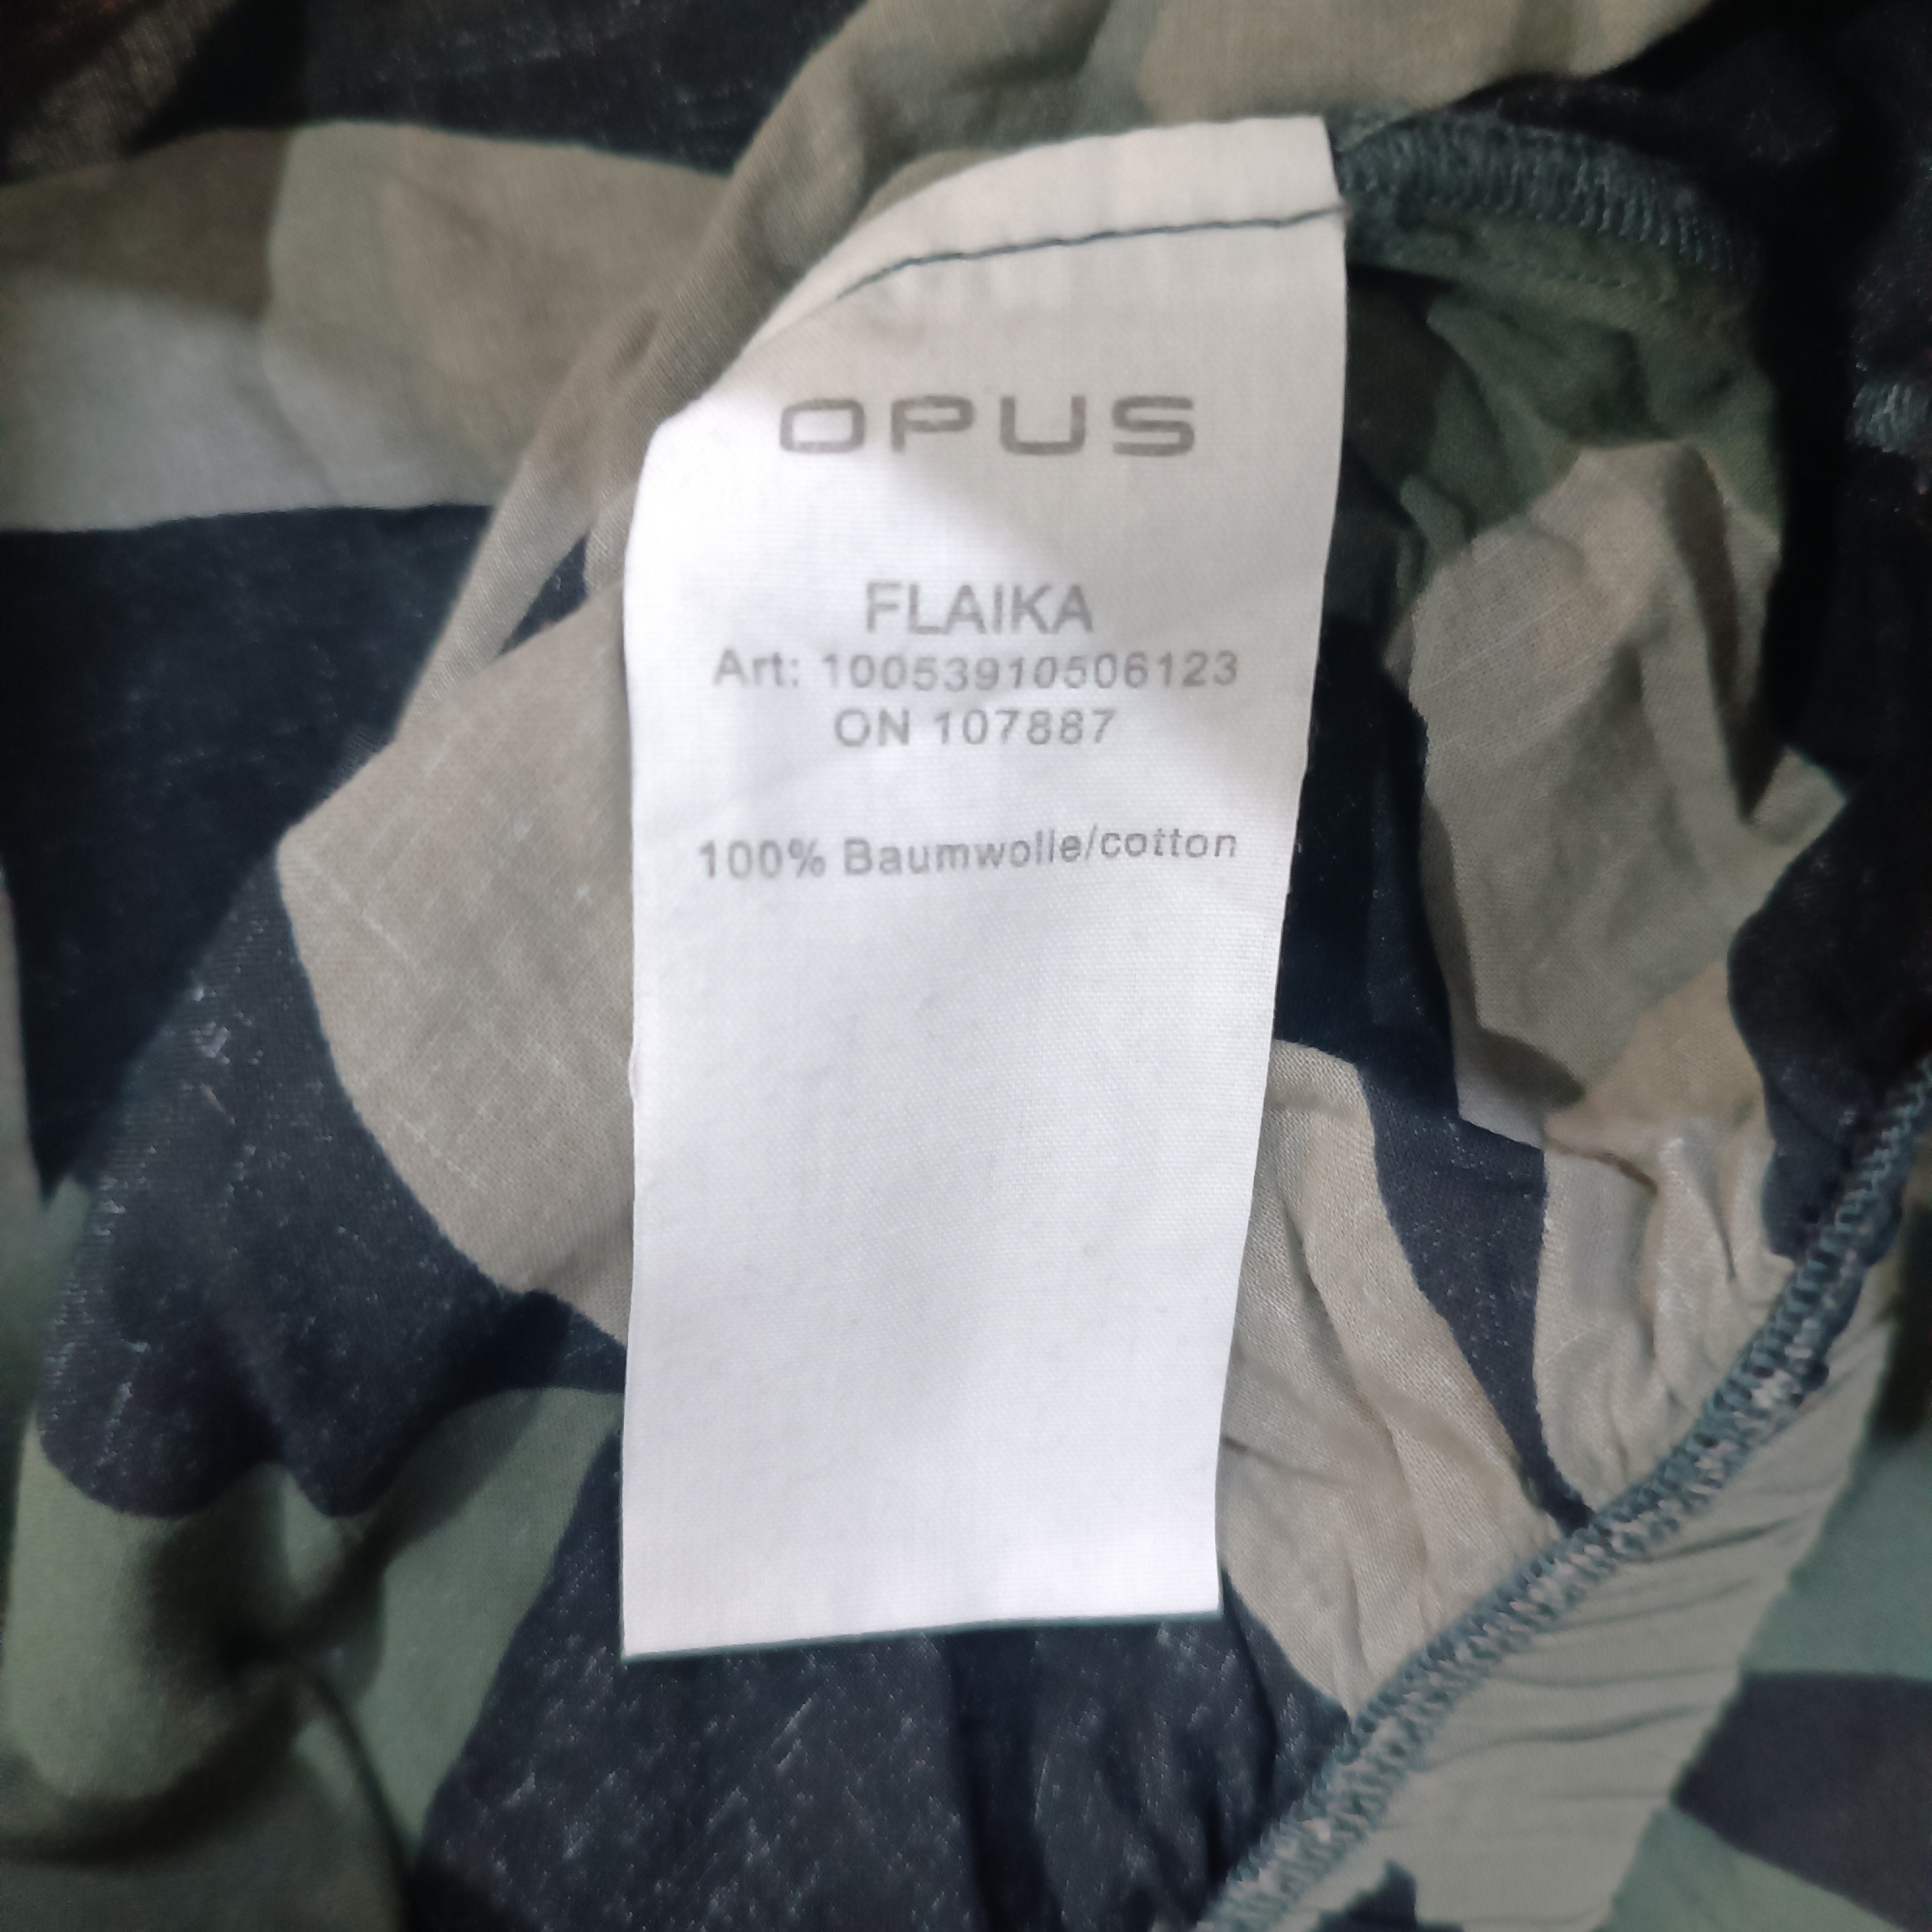 OPUS
FLAIKA
Art: 10053910506123
ON 107887
100% Baumwolle/cotton